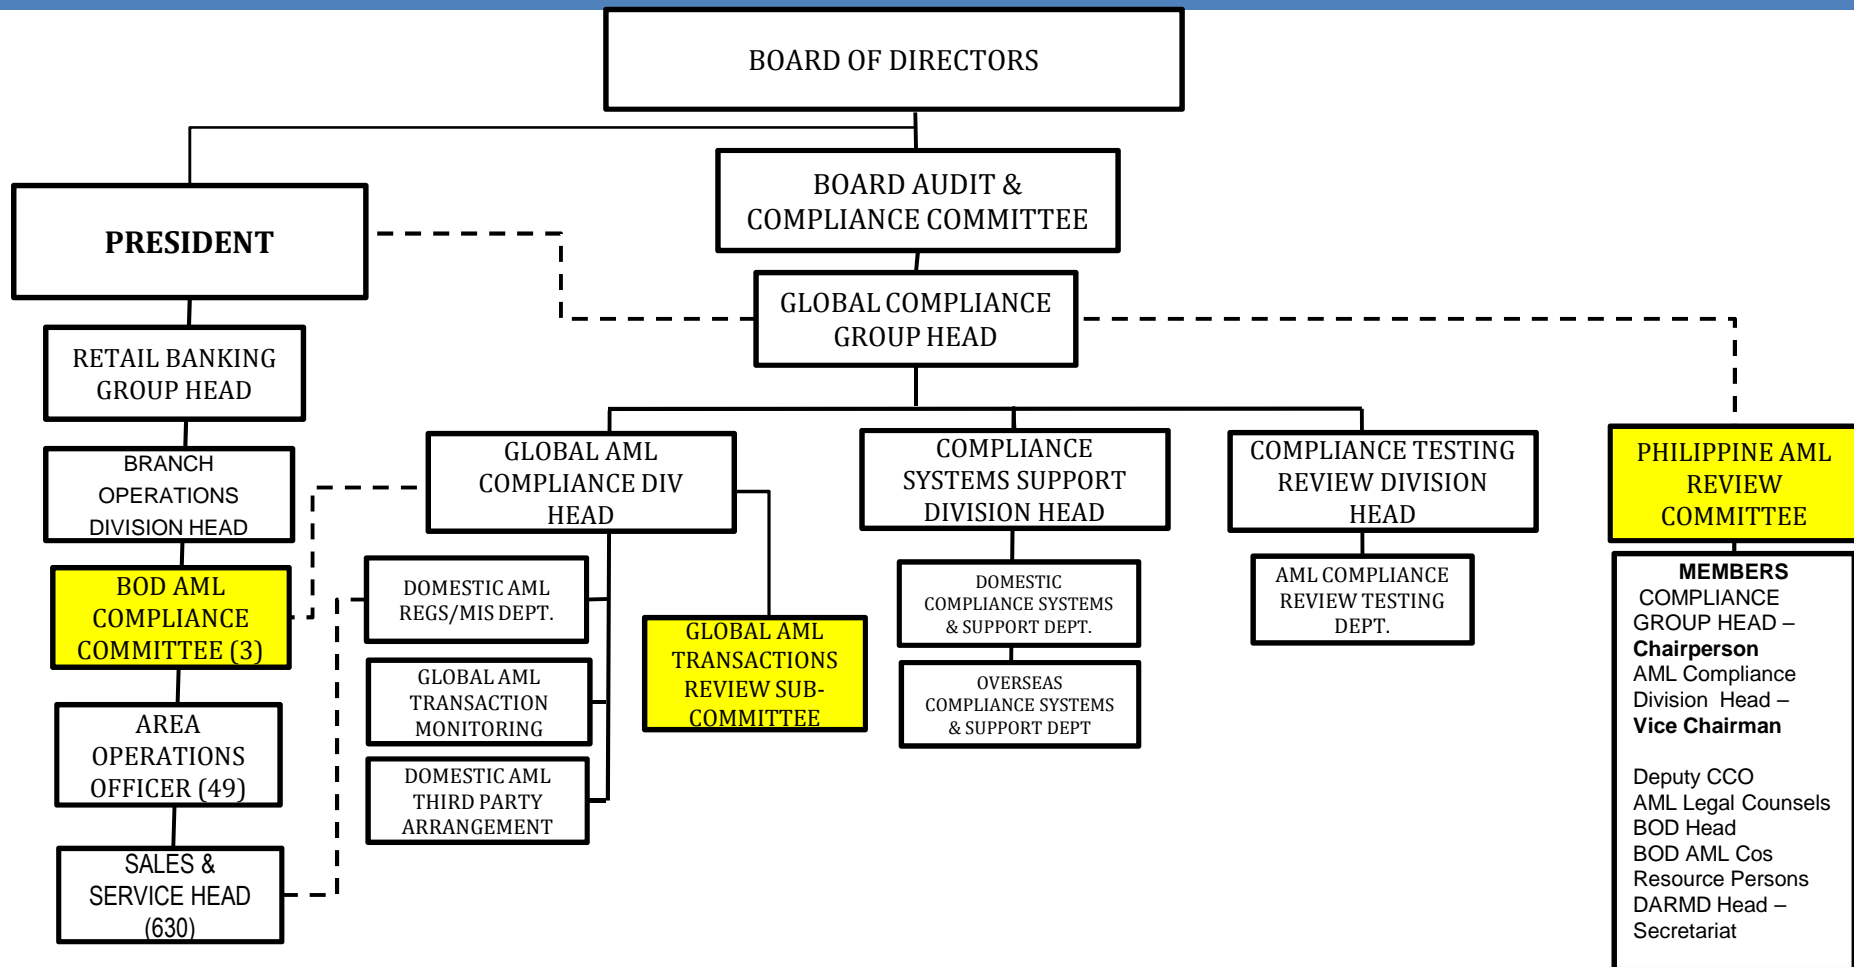 BOARD OF DIRECTORS
BOARD AUDIT &
COMPLIANCE COMMITTEE
PRESIDENT
GLOBAL COMPLIANCE
GROUP HEAD
RETAIL BANKING
GROUP HEAD
BRANCH
OPERATIONS
DIVISION HEAD
BOD AML
COMPLIANCE
COMMITTEE (3)
AREA
OPERATIONS
OFFICER (49)
SALES &
SERVICE HEAD
(630)
GLOBAL AML
COMPLIANCE DIV
HEAD
DOMESTIC AML
REGS/MIS DEPT.
GLOBAL AML
TRANSACTION
MONITORING
DOMESTIC AML
THIRD PARTY
ARRANGEMENT
GLOBAL AML
TRANSACTIONS
REVIEW SUB-
COMMITTEE
COMPLIANCE
SYSTEMS SUPPORT
DIVISION HEAD
DOMESTIC
COMPLIANCE SYSTEMS
& SUPPORT DEPT.
OVERSEAS
COMPLIANCE SYSTEMS
& SUPPORT DEPT
COMPLIANCE TESTING
REVIEW DIVISION
HEAD
AML COMPLIANCE
REVIEW TESTING
DEPT.
PHILIPPINE AML
REVIEW
COMMITTEE
MEMBERS
COMPLIANCE
GROUP HEAD –
Chairperson
AML Compliance
Division Head –
Vice Chairman
Deputy CCO
AML Legal Counsels
BOD Head
BOD AML Cos
Resource Persons
DARMD Head –
Secretariat